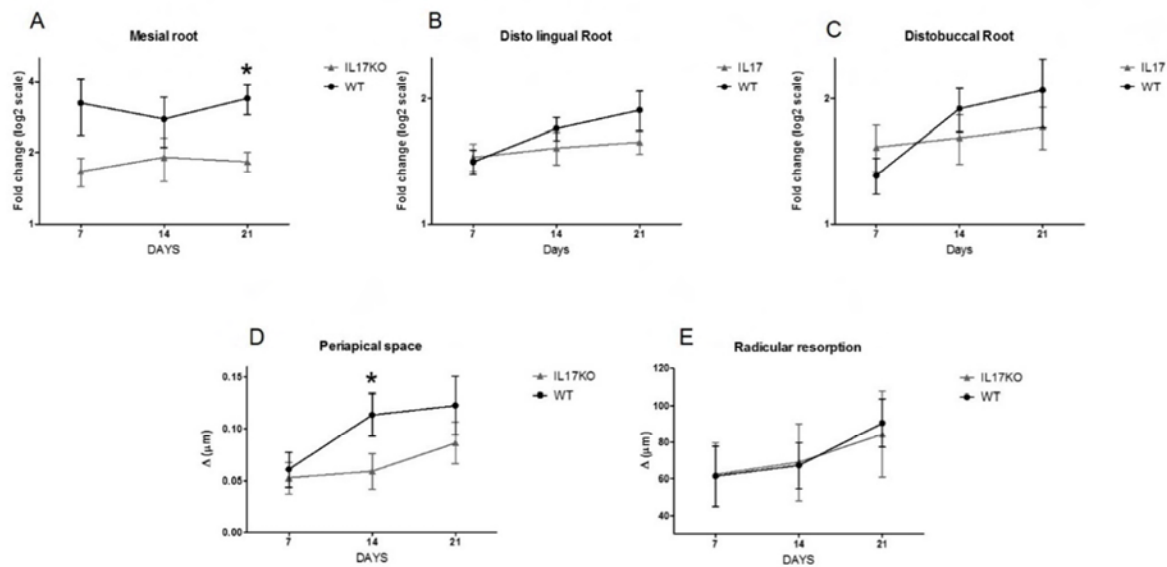 A
Mesial root
Fold change (log2 scale)
4
2
1
*
7
14
21
DAYS
IL17KO
WT
B
Disto lingual Root
Fold change (log2 scale)
2
1
7
14
21
Days
IL17
WT
C
Distobuccal Root
Fold change (log2 scale)
2
1
7
14
21
Days
IL17
WT
D
Periapical space
Δ (μm)
0.15
0.10
0.05
0.00
*
7
14
21
DAYS
IL17KO
WT
E
Radicular resorption
Δ (μm)
120
100
80
60
40
7
14
21
DAYS
IL17KO
WT